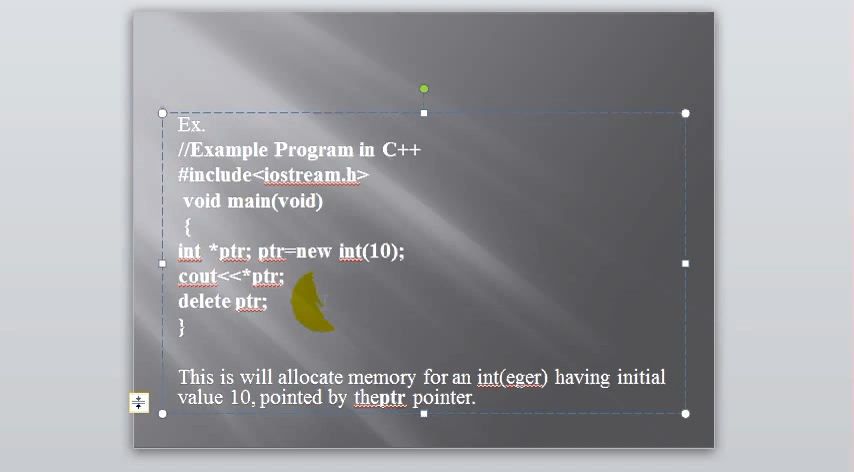 Ex.
//Example Program in C++
#include<iostream.h>
void main(void)
{
int *ptr; ptr=new int(10);
cout<<*ptr;
delete ptr;
}
This is will allocate memory for an int(eger) having initial
value 10, pointed by theptr pointer.